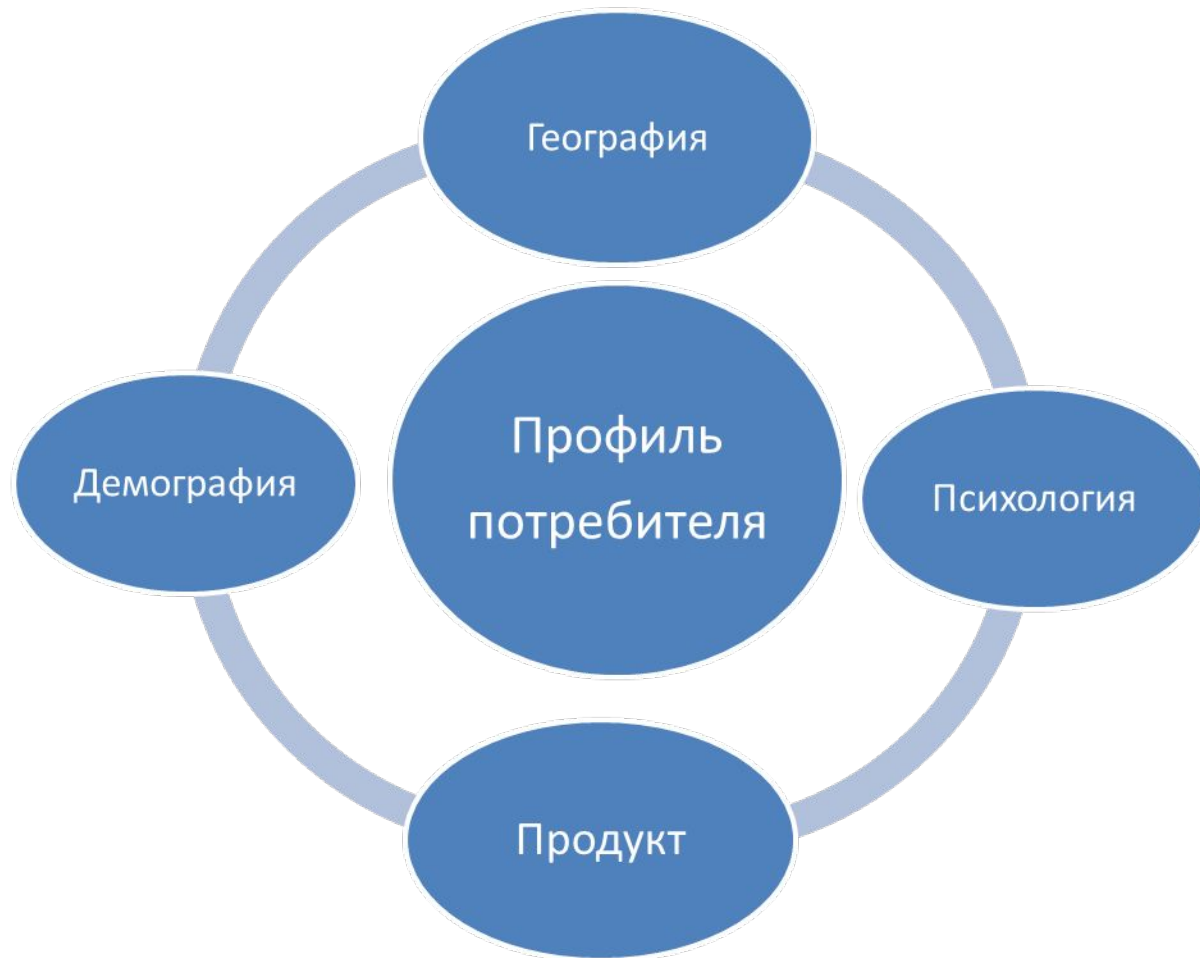 География
Профиль
потребителя
Демография
Психология
Продукт